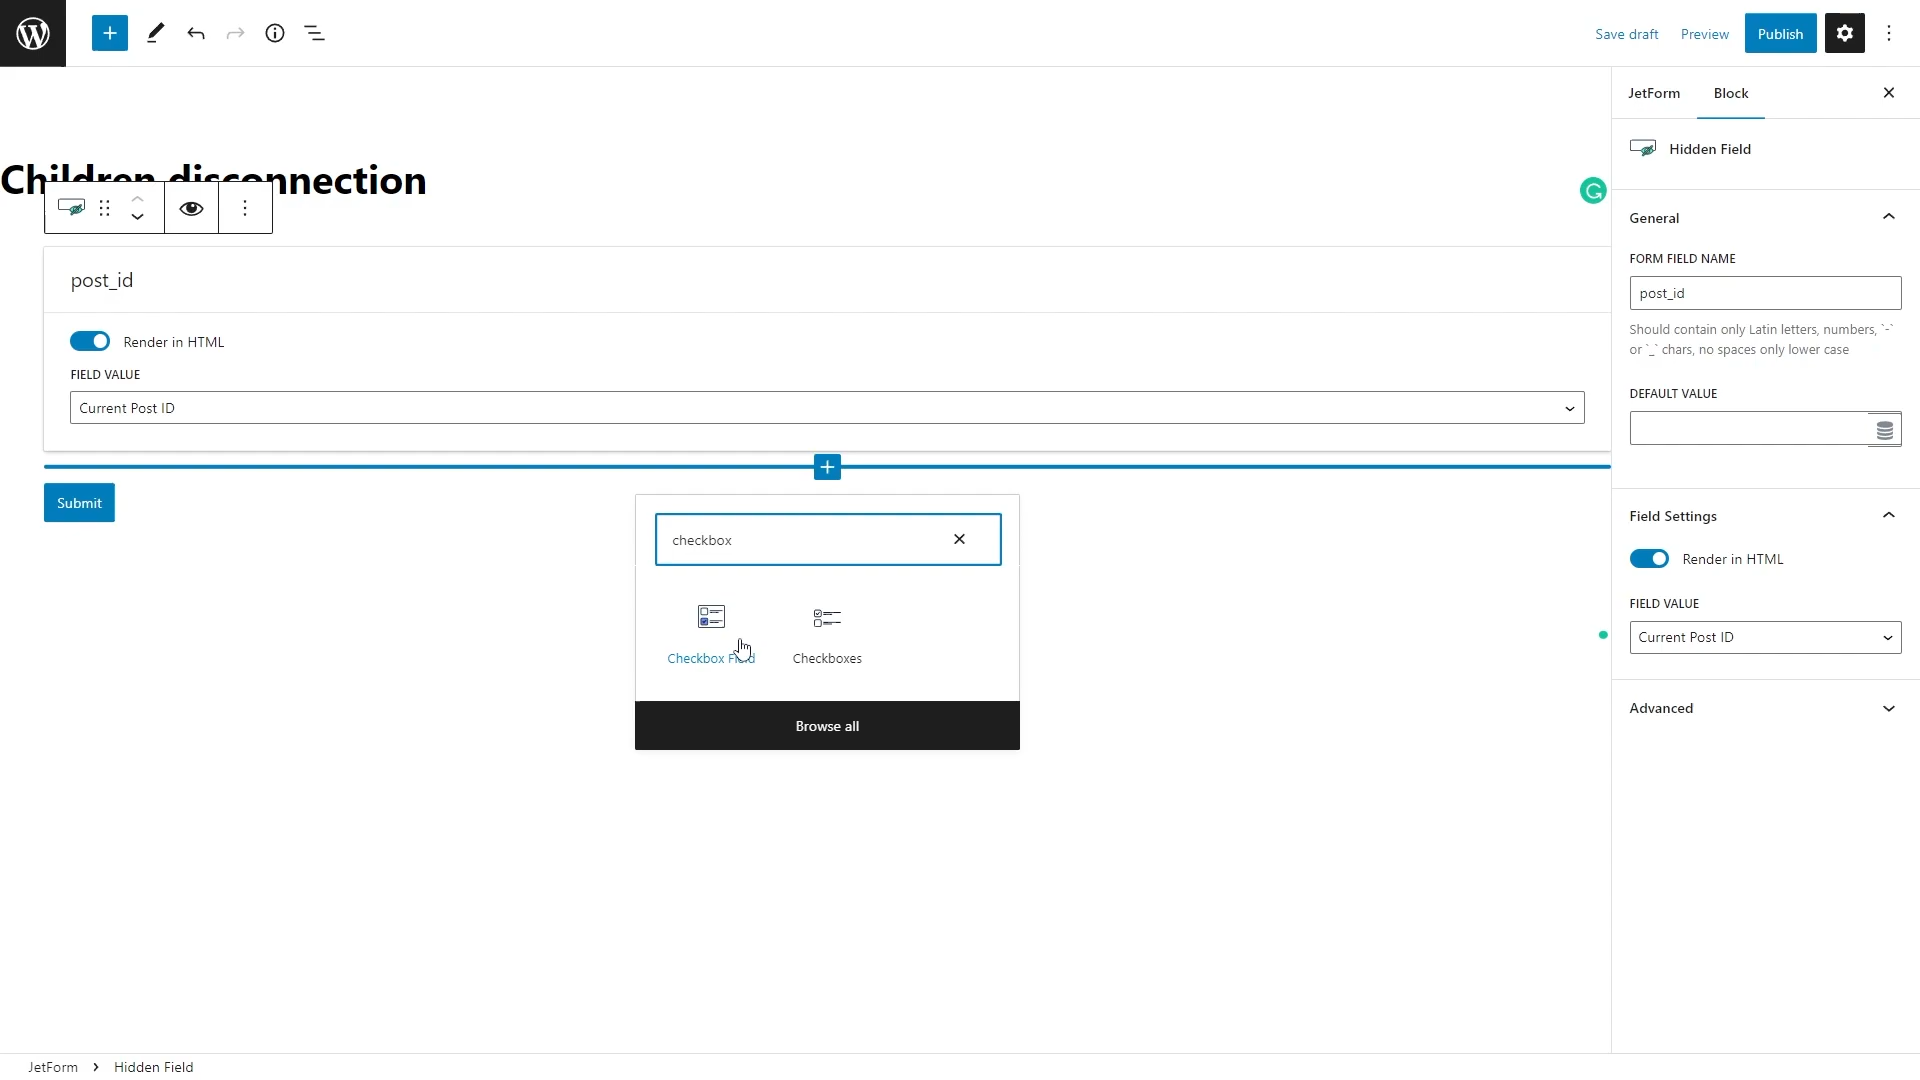 Save draft
Preview
Publish
JetForm
Block
Hidden Field
Children disconnection
General
FORM FIELD NAME
post_id
Should contain only Latin letters, numbers, `-`
or `_` chars, no spaces only lower case
DEFAULT VALUE
post_id
Render in HTML
FIELD VALUE
Current Post ID
Submit
checkbox
Checkbox Field
Checkboxes
Browse all
Field Settings
Render in HTML
FIELD VALUE
Current Post ID
Advanced
JetForm
Hidden Field